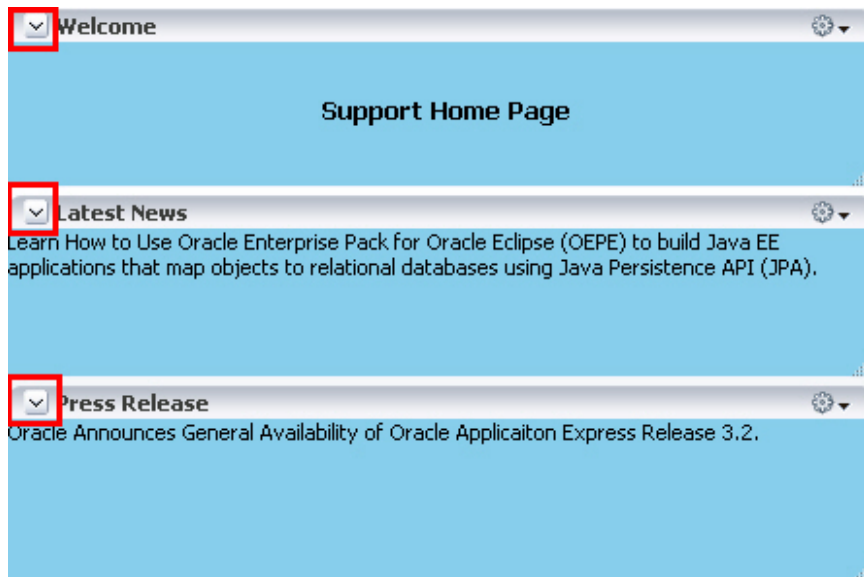 Welcome
Support Home Page
Latest News
Learn How to Use Oracle Enterprise Pack for Oracle Eclipse (OEPE) to build Java EE
applications that map objects to relational databases using Java Persistence API (JPA).
Press Release
Oracle Announces General Availability of Oracle Applicaiton Express Release 3.2.